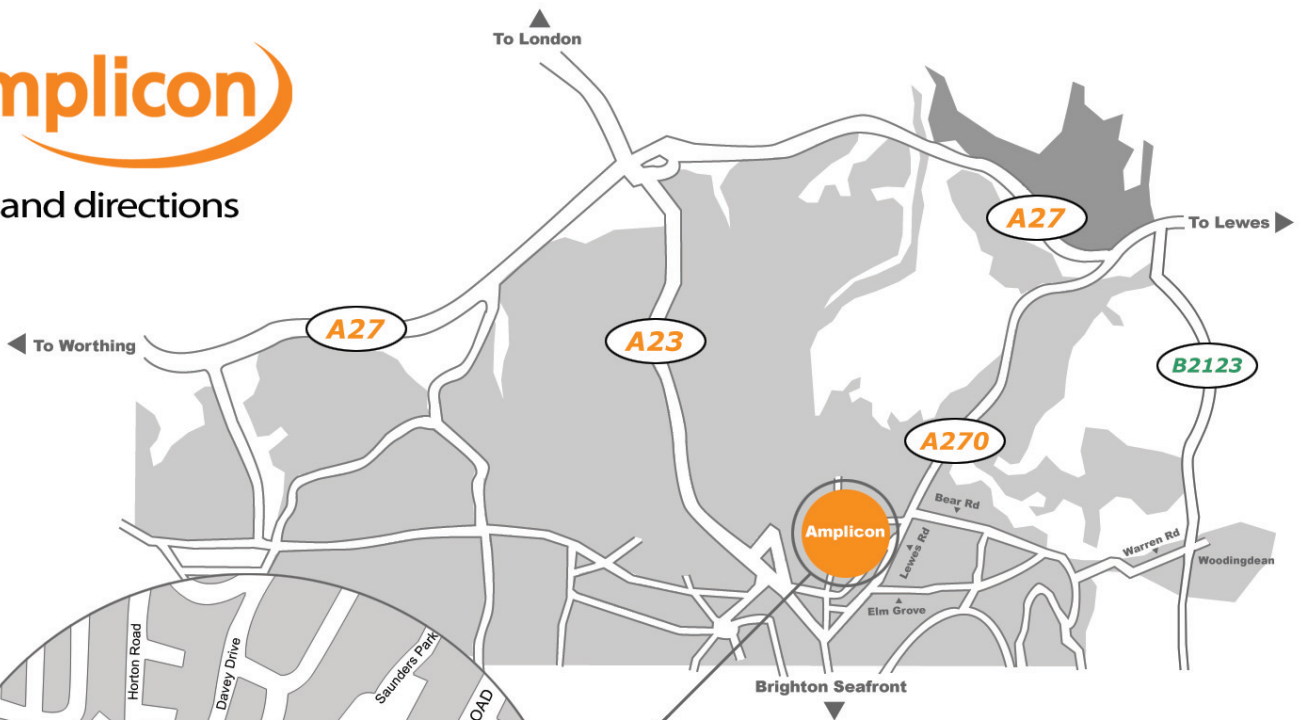 To London
mplicon
and directions
A27
To Lewes
A27
To Worthing
A23
B2123
A270
Bear Rd
Amplicon
Lewes Rd
Warren Rd
Woodingdean
Elm Grove
Horton Road
Davey Drive
Saunders Park
OAD
Brighton Seafront